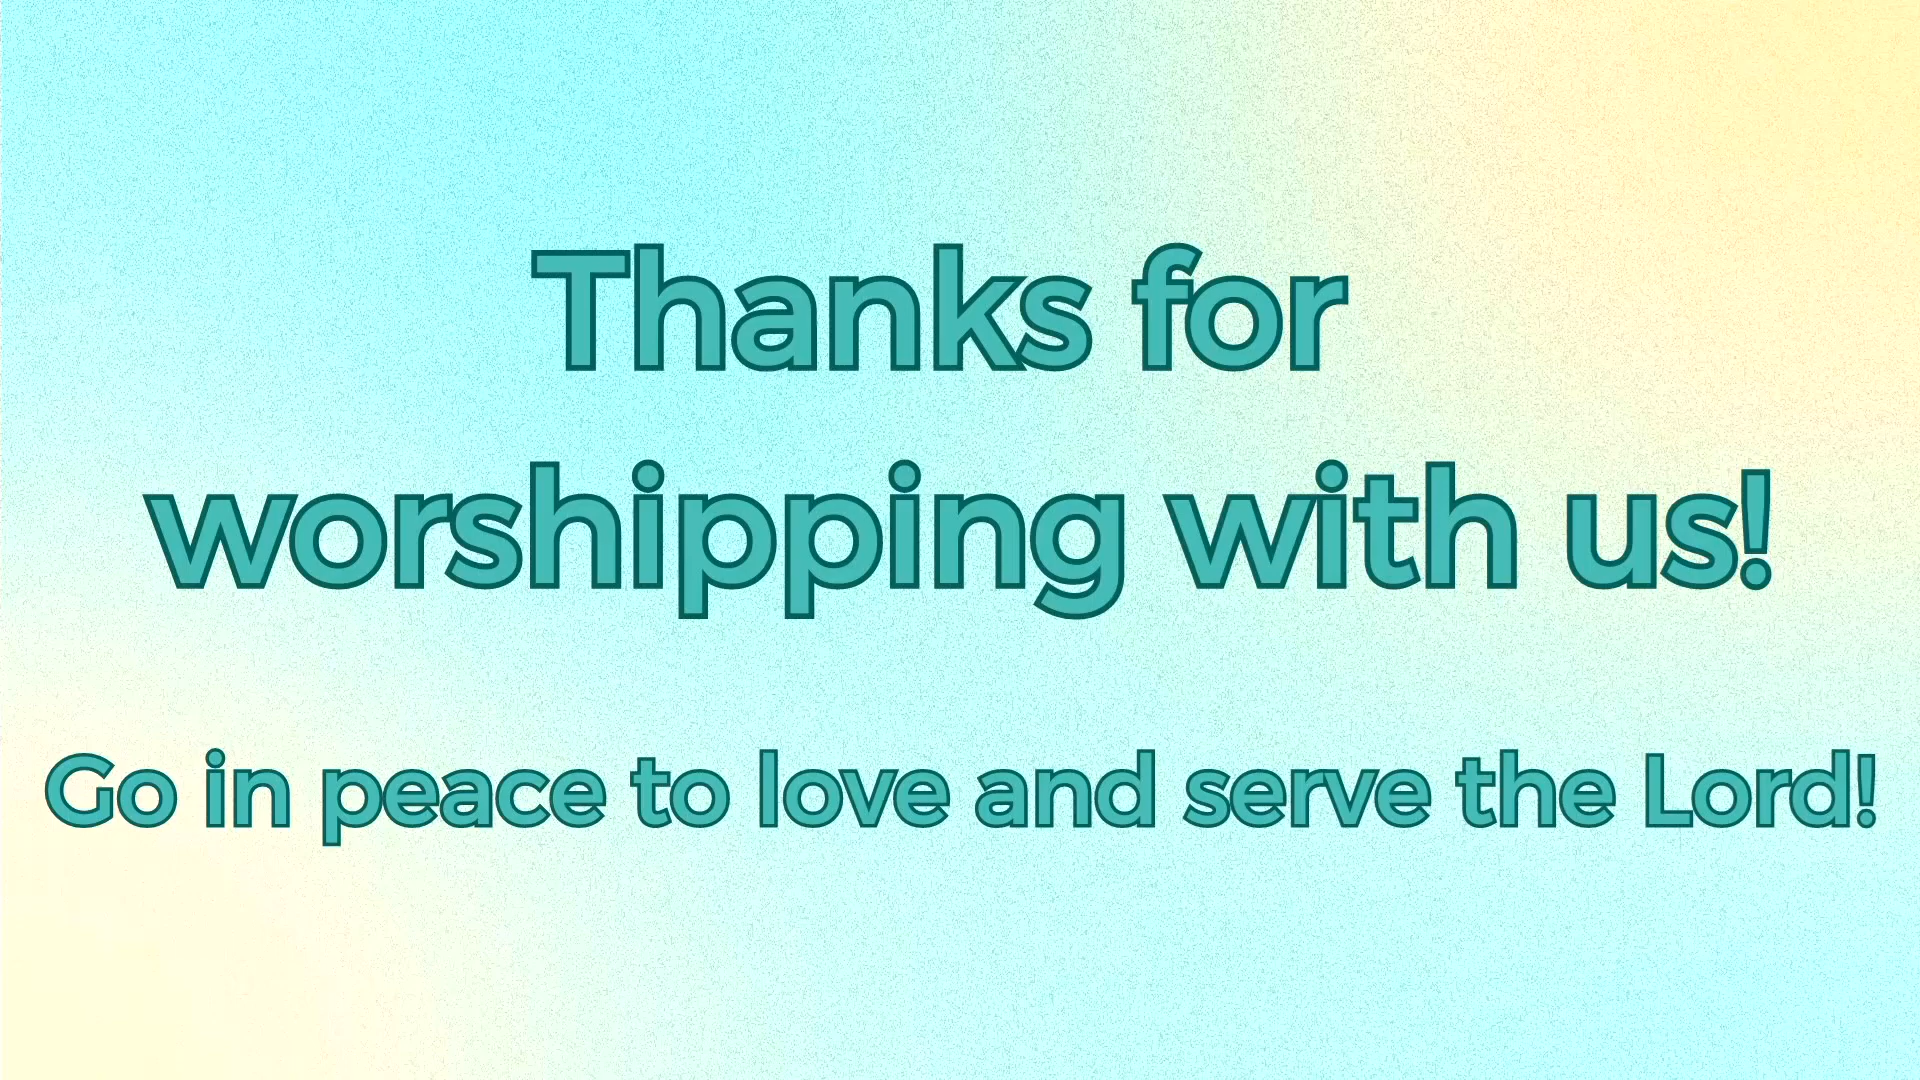 Thanks for
worshipping with us!
Go in peace to love and serve the Lord!